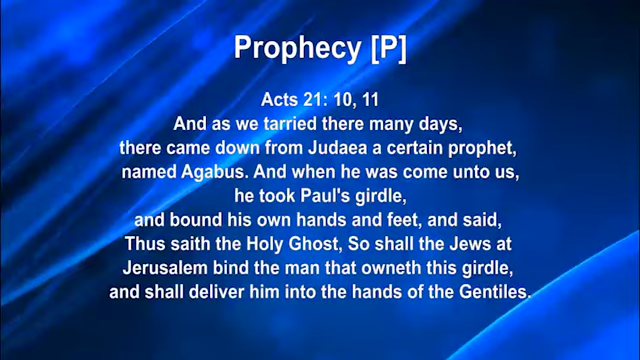 Prophecy [P]
Acts 21: 10, 11
And as we tarried there many days,
there came down from Judaea a certain prophet,
named Agabus. And when he was come unto us,
he took Paul's girdle,
and bound his own hands and feet, and said,
Thus saith the Holy Ghost, So shall the Jews at
Jerusalem bind the man that owneth this girdle,
and shall deliver him into the hands of the Gentiles.